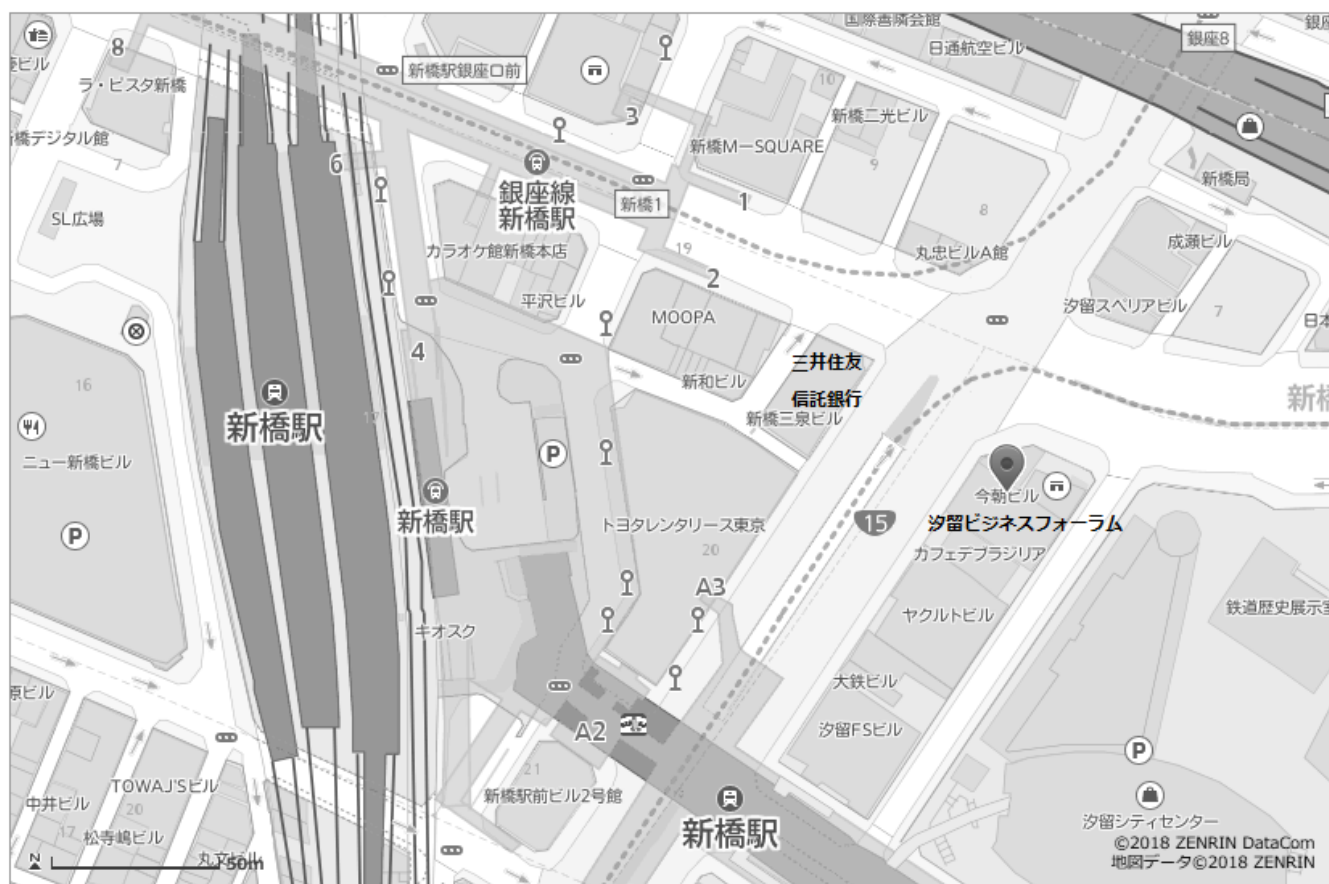 国際善隣会館
銀座8
日通航空ビル
8
ラ・ピスタ新橋
新橋駅銀座口前
10
3
新橋二光ビル
橋デジタル館
7
6
新橋M－SQUARE
9
銀座線
新橋駅
新橋1
1
新橋局
SL広場
8
カラオケ館新橋本店
19
丸忠ビルA館
成瀬ビル
2
平沢ビル
MOOPA
汐留スペリアビル
7
4
三井住友
信託銀行
16
新和ビル
新橋三泉ビル
17
新橋駅
P
ニュー新橋ビル
今朝ビル
新橋駅
汐留ビジネスフォーラム
15
トヨタレンタリース東京
20
カフェデブラジリア
P
A3
ヤクルトビル
鉄道歴史展示室
キオスク
大鉄ビル
A2
汐留FSビル
P
21
TOWAJ'Sビル
新橋駅前ビル2号館
中井ビル
20
17
松寺嶋ビル
新橋駅
汐留シティセンター
丸文ビル
N
50m
©2018 ZENRIN DataCom
地図データ©2018 ZENRIN